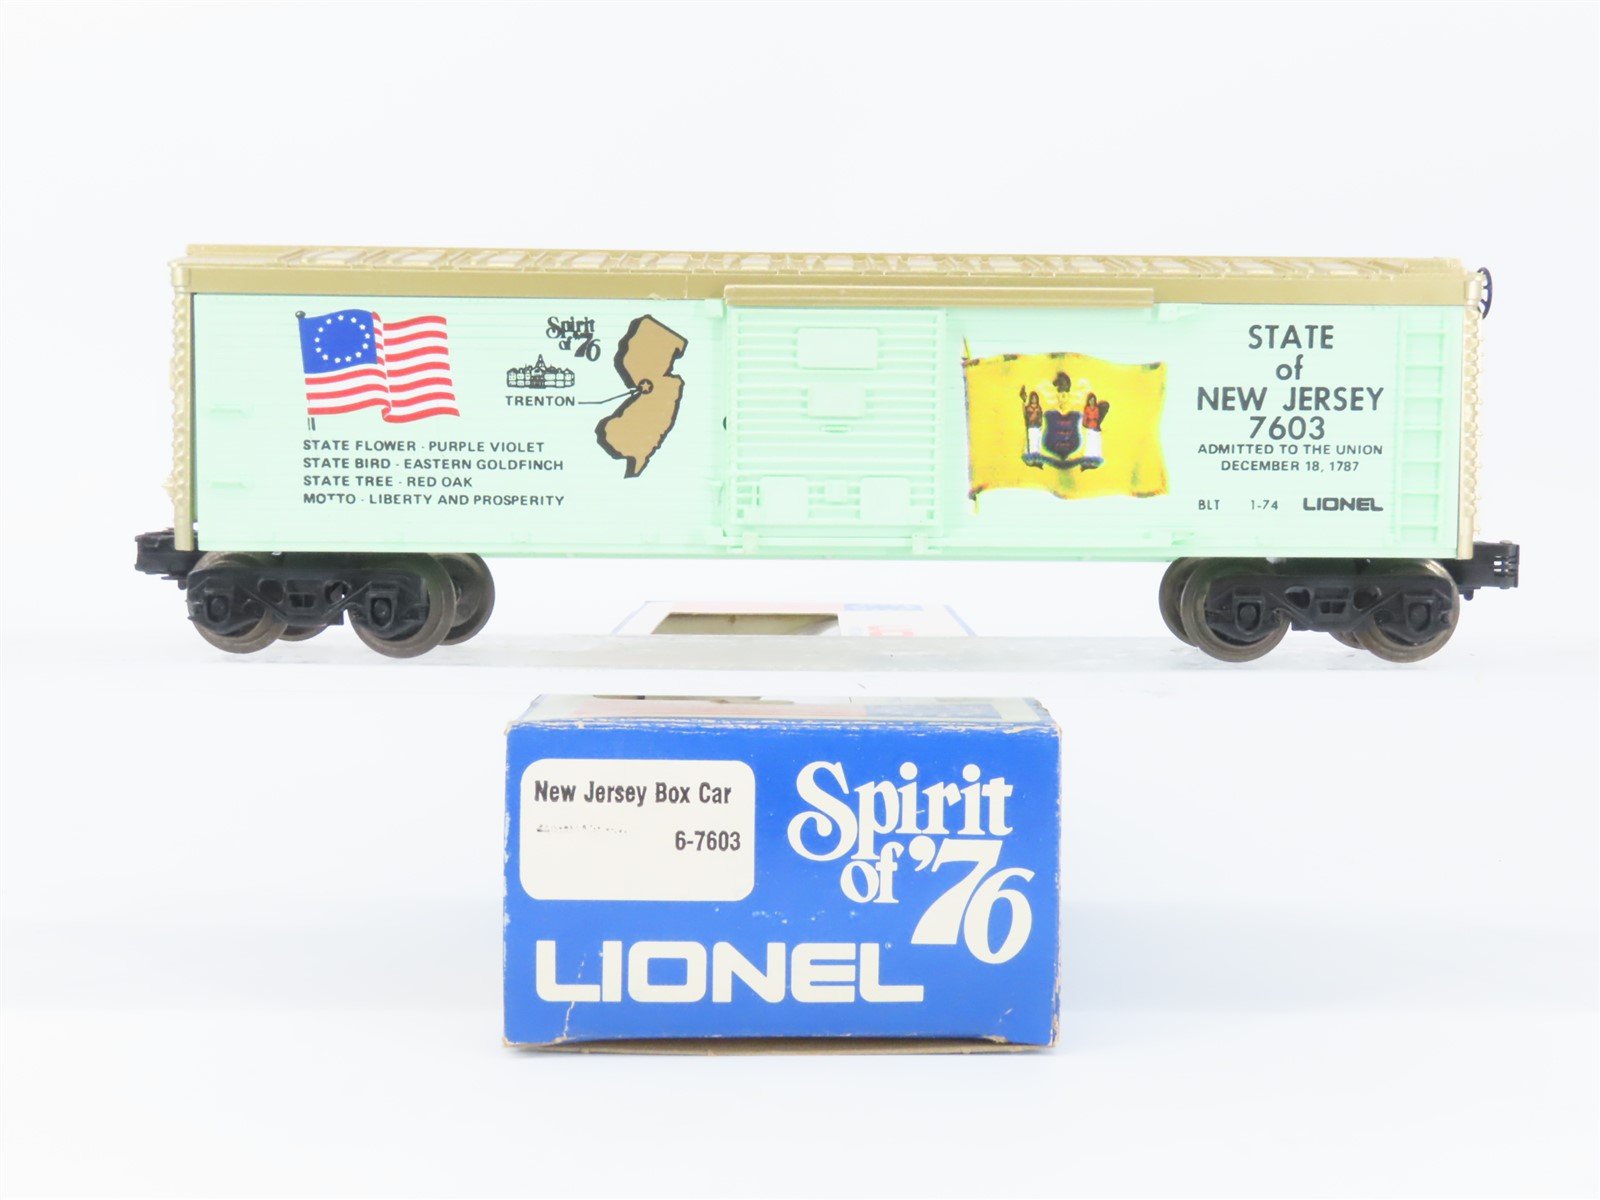 Spirit
of '76
TRENTON
STATE FLOWER - PURPLE VIOLET
STATE BIRD - EASTERN GOLDFINCH
STATE TREE - RED OAK
MOTTO - LIBERTY AND PROSPERITY
STATE
of
NEW JERSEY
7603
ADMITTED TO THE UNION
DECEMBER 18, 1787
BLT 1-74 LIONEL
New Jersey Box Car
6-7603
Spirit
of '76
LIONEL